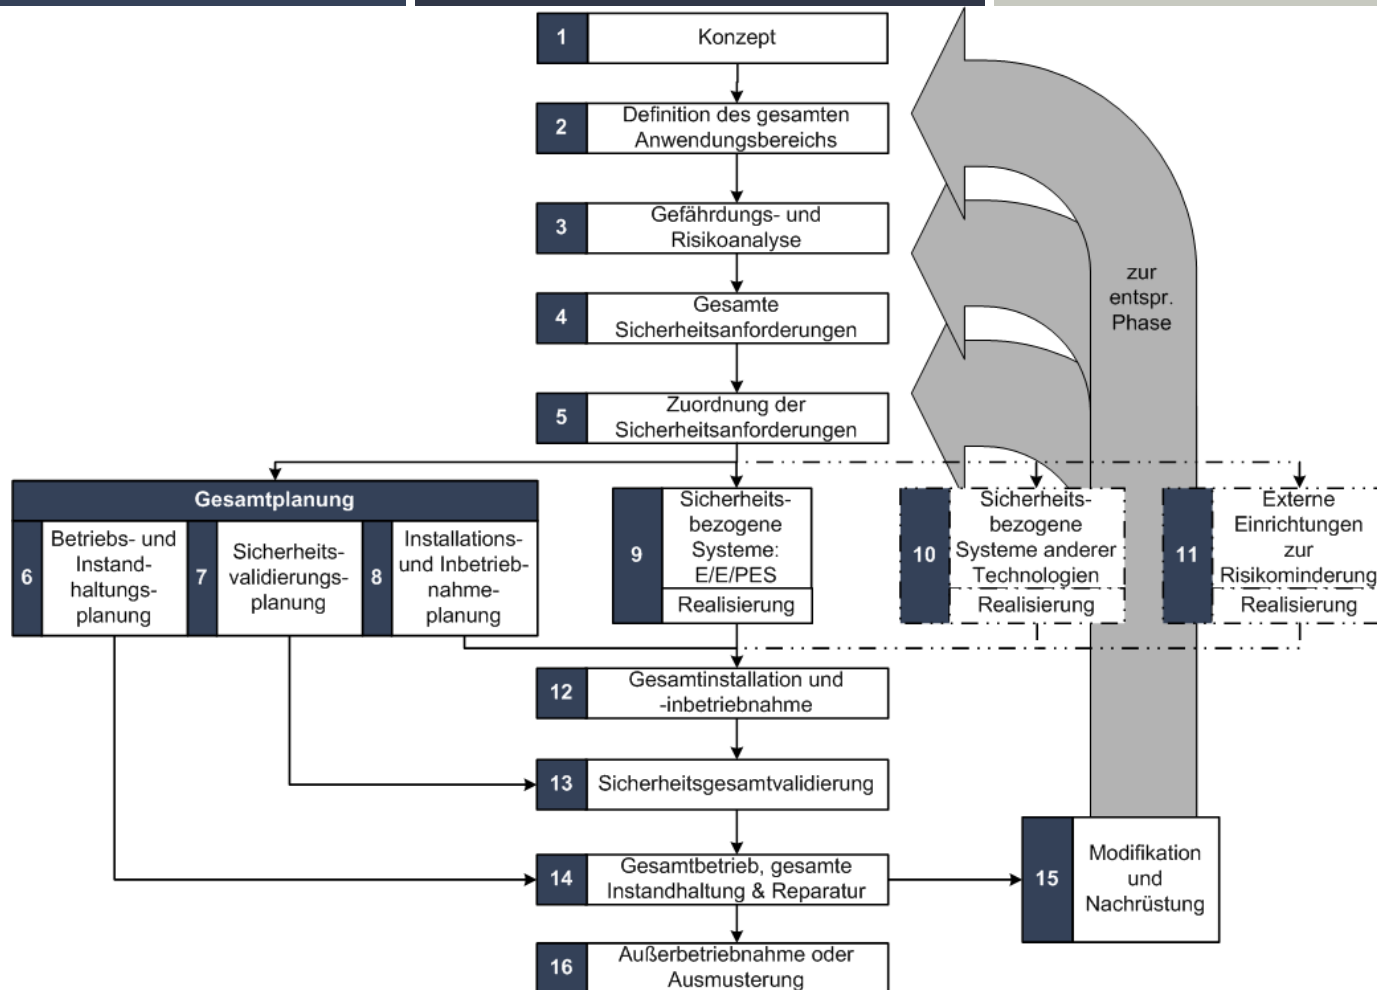 1
Konzept
2
Definition des gesamten
Anwendungsbereichs
3
Gefährdungs- und
Risikoanalyse
4
Gesamte
Sicherheitsanforderungen
5
Zuordnung der
Sicherheitsanforderungen
zur
entspr.
Phase
Gesamtplanung
6
Betriebs- und
Instand-
haltungs-
planung
7
Sicherheits-
validierungs-
planung
8
Installations-
und Inbetrieb-
nahme-
planung
9
Sicherheits-
bezogene
Systeme:
E/E/PES
Realisierung
10
Sicherheits-
bezogene
Systeme anderer
Technologien
Realisierung
11
Externe
Einrichtungen
zur
Risikominderung
Realisierung
12
Gesamtinstallation und
-inbetriebnahme
13
Sicherheitsgesamtvalidierung
14
Gesamtbetrieb, gesamte
Instandhaltung & Reparatur
15
Modifikation
und
Nachrüstung
16
Außerbetriebnahme oder
Ausmusterung